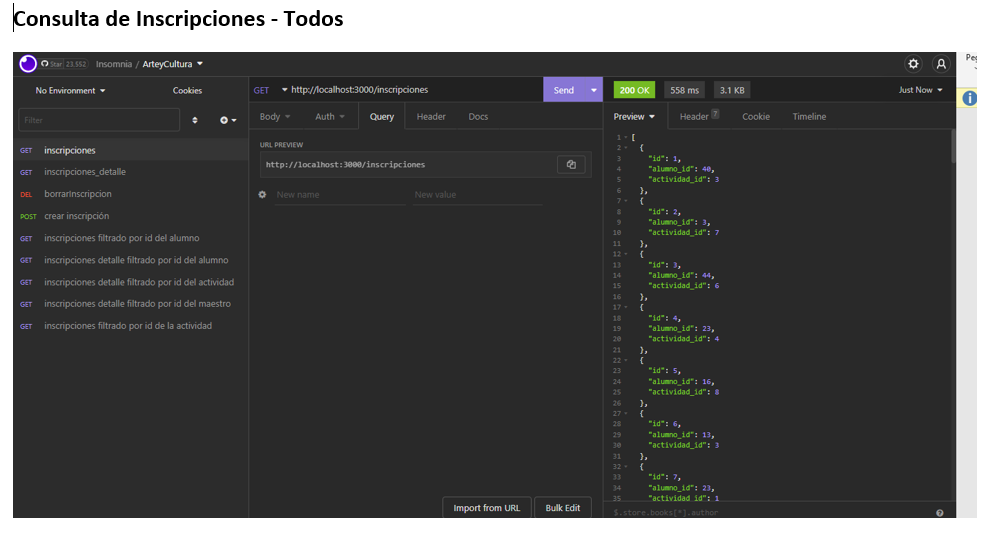 Consulta de Inscripciones - Todos
Star 23,552 Insomnia / ArteyCultura
No Environment Cookies
Filter
GET inscripciones
GET inscripciones_detalle
DEL borrarInscripcion
POST crear inscripción
GET inscripciones filtrado por id del alumno
GET inscripciones detalle filtrado por id del alumno
GET inscripciones detalle filtrado por id del actividad
GET inscripciones detalle filtrado por id del maestro
GET inscripciones filtrado por id de la actividad
GET http://localhost:3000/inscripciones Send
Body Auth Query Header Docs
URL PREVIEW
http://localhost:3000/inscripciones
New name New value
Import from URL Bulk Edit
200 OK 558 ms 3.1 KB Just Now
Preview Header ? Cookie Timeline
1 [
2 {
3 "id": 1,
4 "alumno_id": 40,
5 "actividad_id": 3
6 },
7 {
8 "id": 2,
9 "alumno_id": 3,
10 "actividad_id": 7
11 },
12 {
13 "id": 3,
14 "alumno_id": 44,
15 "actividad_id": 6
16 },
17 {
18 "id": 4,
19 "alumno_id": 23,
20 "actividad_id": 4
21 },
22 {
23 "id": 5,
24 "alumno_id": 16,
25 "actividad_id": 8
26 },
27 {
28 "id": 6,
29 "alumno_id": 13,
30 "actividad_id": 3
31 },
32 {
33 "id": 7,
34 "alumno_id": 23,
35 "actividad_id": 1
$.store.books[*].author
Peg